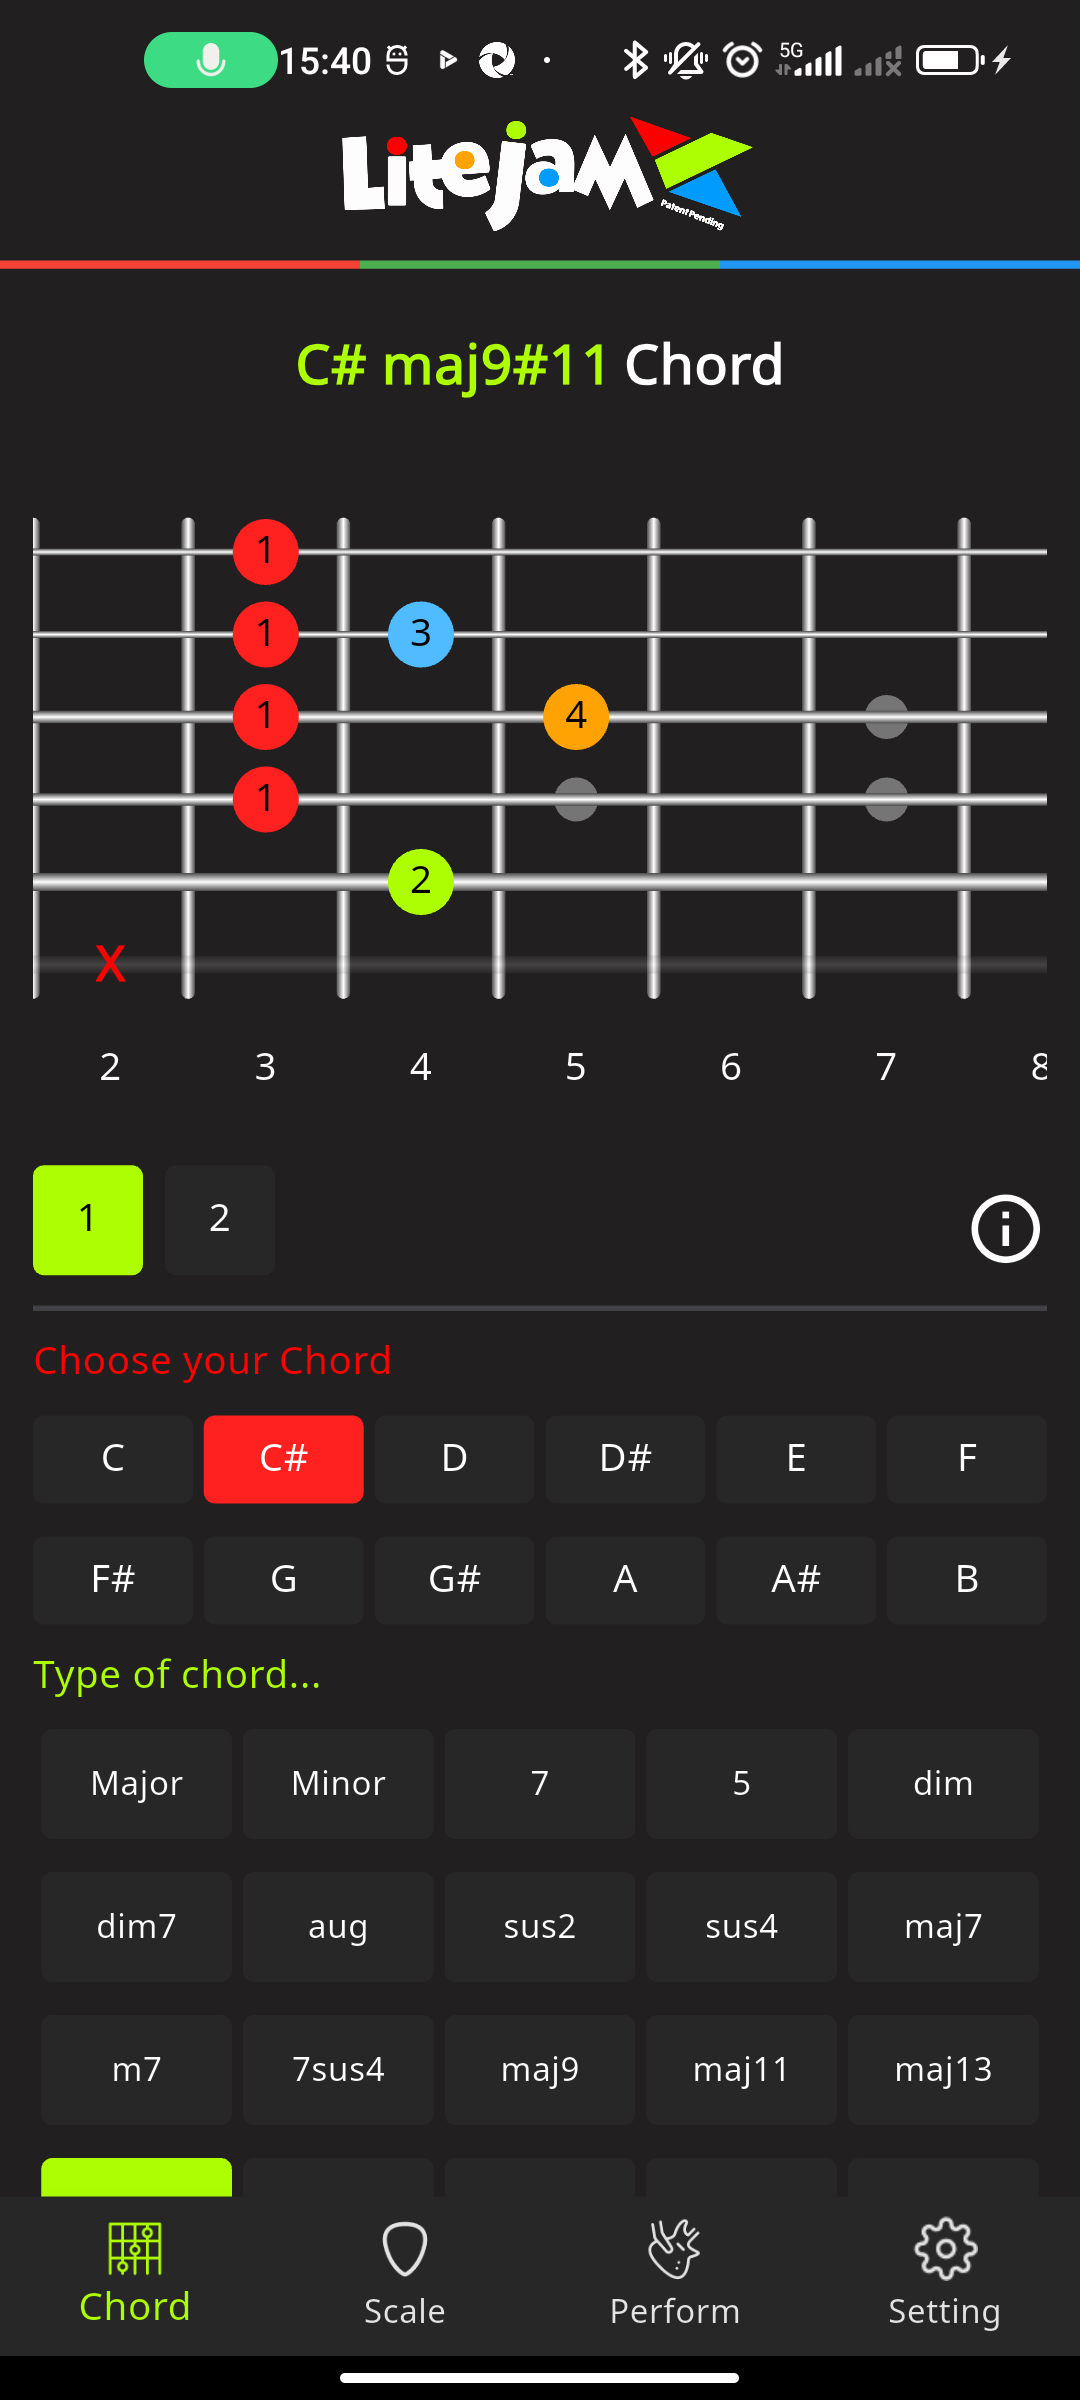 15:40 5G
Litejam
Patent Pending
C# maj9#11 Chord
1
1 3
1 4
1
2
X
2 3 4 5 6 7 8
1 2
Choose your Chord
C C# D D# E F
F# G G# A A# B
Type of chord...
Major Minor 7 5 dim
dim7 aug sus2 sus4 maj7
m7 7sus4 maj9 maj11 maj13
Chord Scale Perform Setting